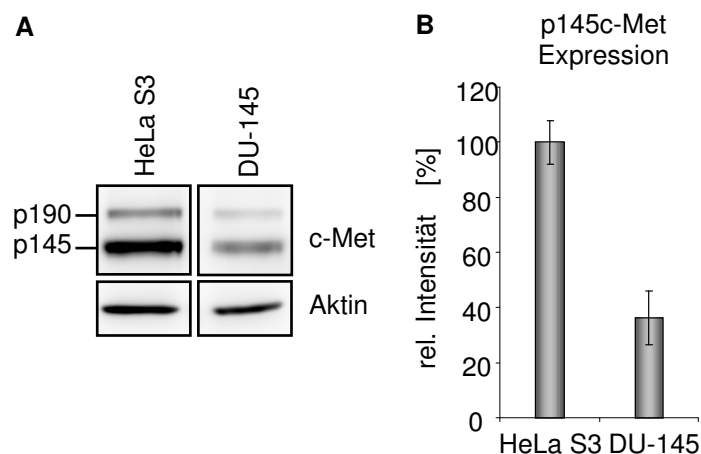 A
HeLa S3
DU-145
p190
p145
c-Met
Aktin
B
p145c-Met
Expression
rel. Intensität [%]
120
100
80
60
40
20
0
HeLa S3 DU-145